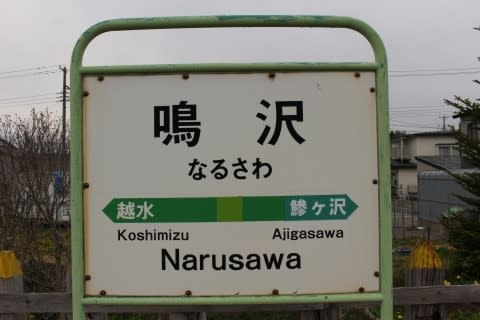 鳴沢
なるさわ
越水 鰺ヶ沢
Koshimizu Ajigasawa
Narusawa